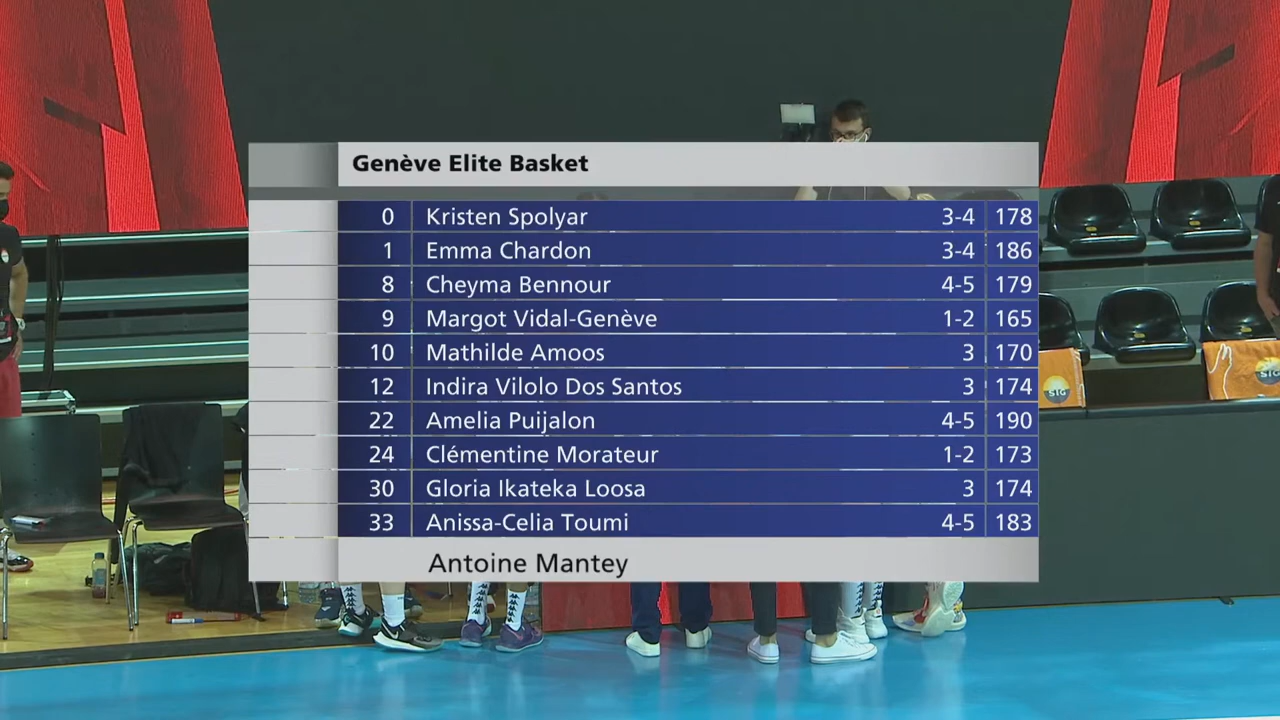 Genève Elite Basket
0 Kristen Spolyar 3-4 178
1 Emma Chardon 3-4 186
8 Cheyma Bennour 4-5 179
9 Margot Vidal-Genève 1-2 165
10 Mathilde Amoos 3 170
12 Indira Vilolo Dos Santos 3 174
22 Amelia Puijalon 4-5 190
24 Clémentine Morateur 1-2 173
30 Gloria Ikateka Loosa 3 174
33 Anissa-Celia Toumi 4-5 183
Antoine Mantey
SIG
SIG